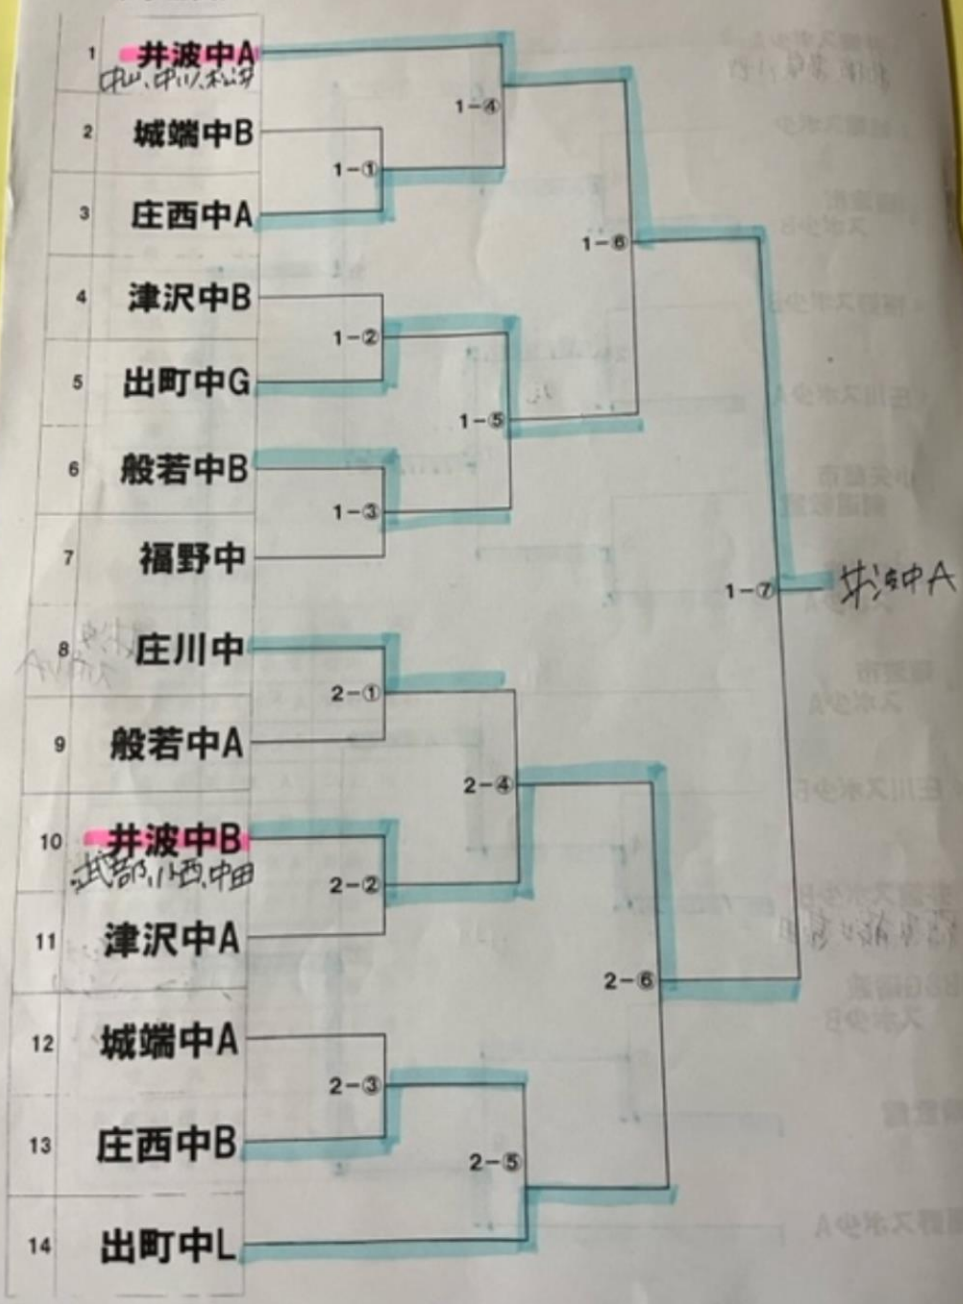 1 井波中A
中山、中川、松井
1-④
2 城端中B
1-①
3 庄西中A
1-⑥
4 津沢中B
1-②
5 出町中G
1-⑤
6 般若中B
1-③
7 福野中
1-⑦ 井波中A
8 庄川中
2-①
9 般若中A
2-④
10 井波中B
武部、小西、中田
2-②
11 津沢中A
2-⑥
12 城端中A
2-③
13 庄西中B
2-⑤
14 出町中L